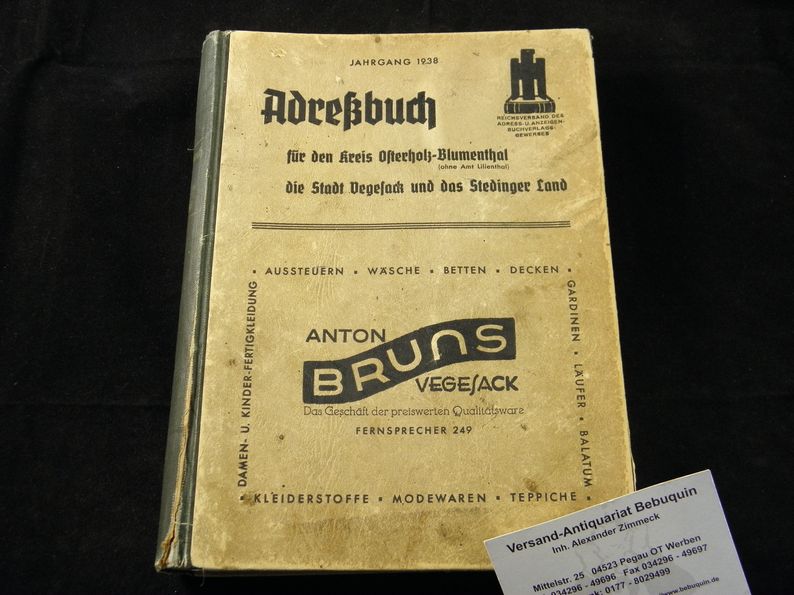 JAHRGANG 1938
Adreßbuch
REICHSVERBAND DES
ADRESS- U. ANZEIGEN-
BUCHVERLAGS-
GEWERBES
für den Kreis Osterholz-Blumenthal
(ohne Amt Lilienthal)
die Stadt Vegesack und das Stedinger Land
AUSSTEUERN · WÄSCHE · BETTEN · DECKEN
DAMEN- U. KINDER-FERTIGKLEIDUNG
GARDINEN · LÄUFER · BALATUM
ANTON
BRUNS
VEGESACK
Das Geschäft der preiswerten Qualitätsware
FERNSPRECHER 249
KLEIDERSTOFFE · MODEWAREN · TEPPICHE
Versand-Antiquariat Bebuquin
Inh. Alexander Zimmeck
Mittelstr. 25 04523 Pegau OT Werben
034296 - 49696 Fax 034296 - 49697
0177 - 8029499
www.bebuquin.de